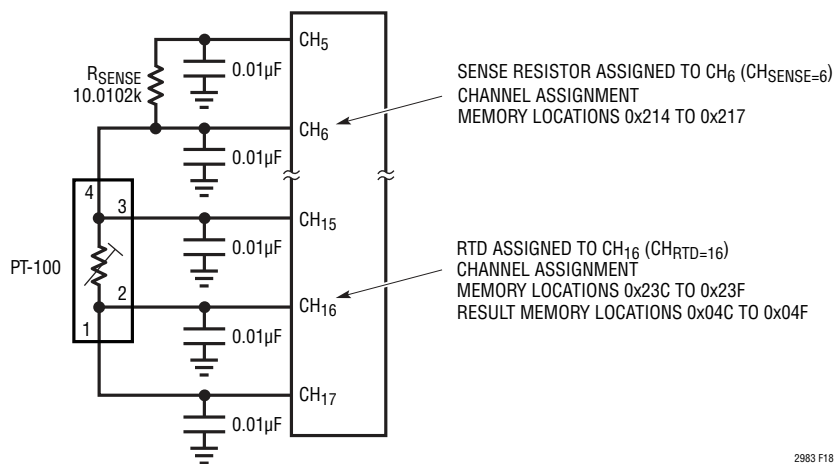 CH5
RSENSE
10.0102k
0.01µF
SENSE RESISTOR ASSIGNED TO CH6 (CHSENSE=6)
CHANNEL ASSIGNMENT
MEMORY LOCATIONS 0x214 TO 0x217
CH6
0.01µF
4
3
CH15
PT-100
0.01µF
RTD ASSIGNED TO CH16 (CHRTD=16)
CHANNEL ASSIGNMENT
MEMORY LOCATIONS 0x23C TO 0x23F
RESULT MEMORY LOCATIONS 0x04C TO 0x04F
2
1
CH16
0.01µF
CH17
0.01µF
2983 F18